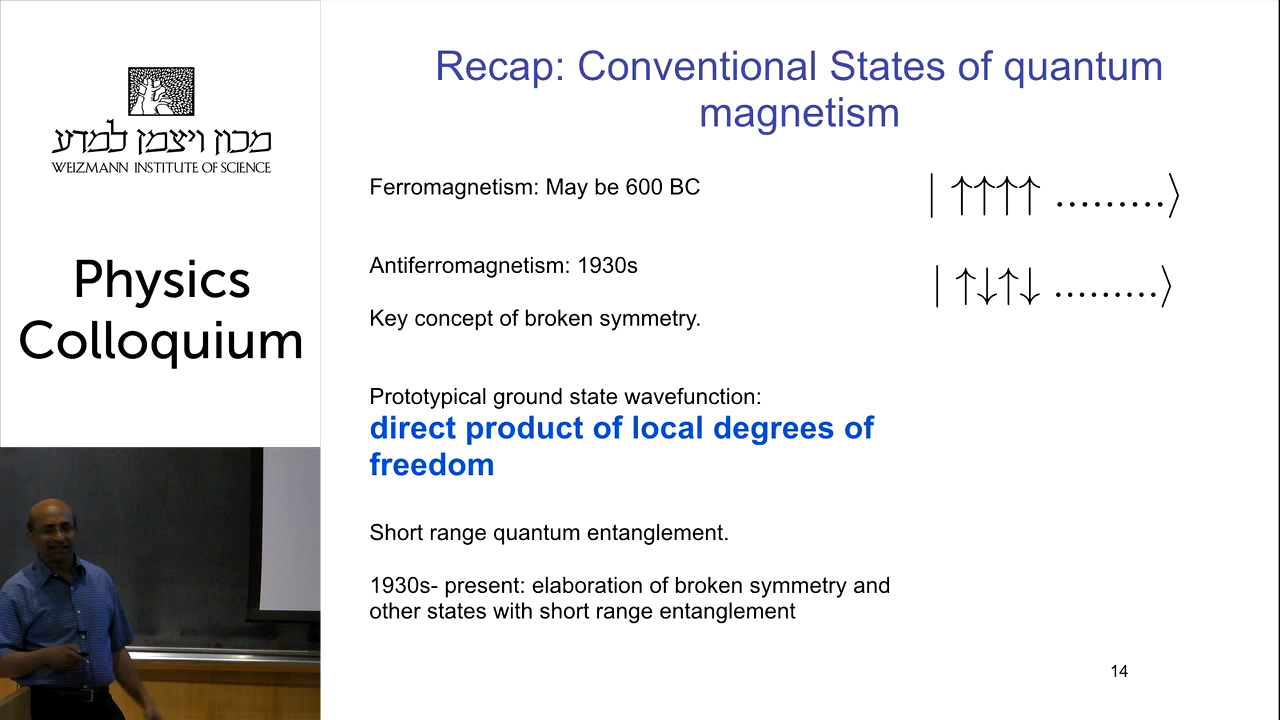 מכון ויצמן למדע
WEIZMANN INSTITUTE OF SCIENCE
Physics
Colloquium
Recap: Conventional States of quantum
magnetism
Ferromagnetism: May be 600 BC
| ↑↑↑↑ .........⟩
Antiferromagnetism: 1930s
| ↑↓↑↓ .........⟩
Key concept of broken symmetry.
Prototypical ground state wavefunction:
direct product of local degrees of
freedom
Short range quantum entanglement.
1930s- present: elaboration of broken symmetry and
other states with short range entanglement
14